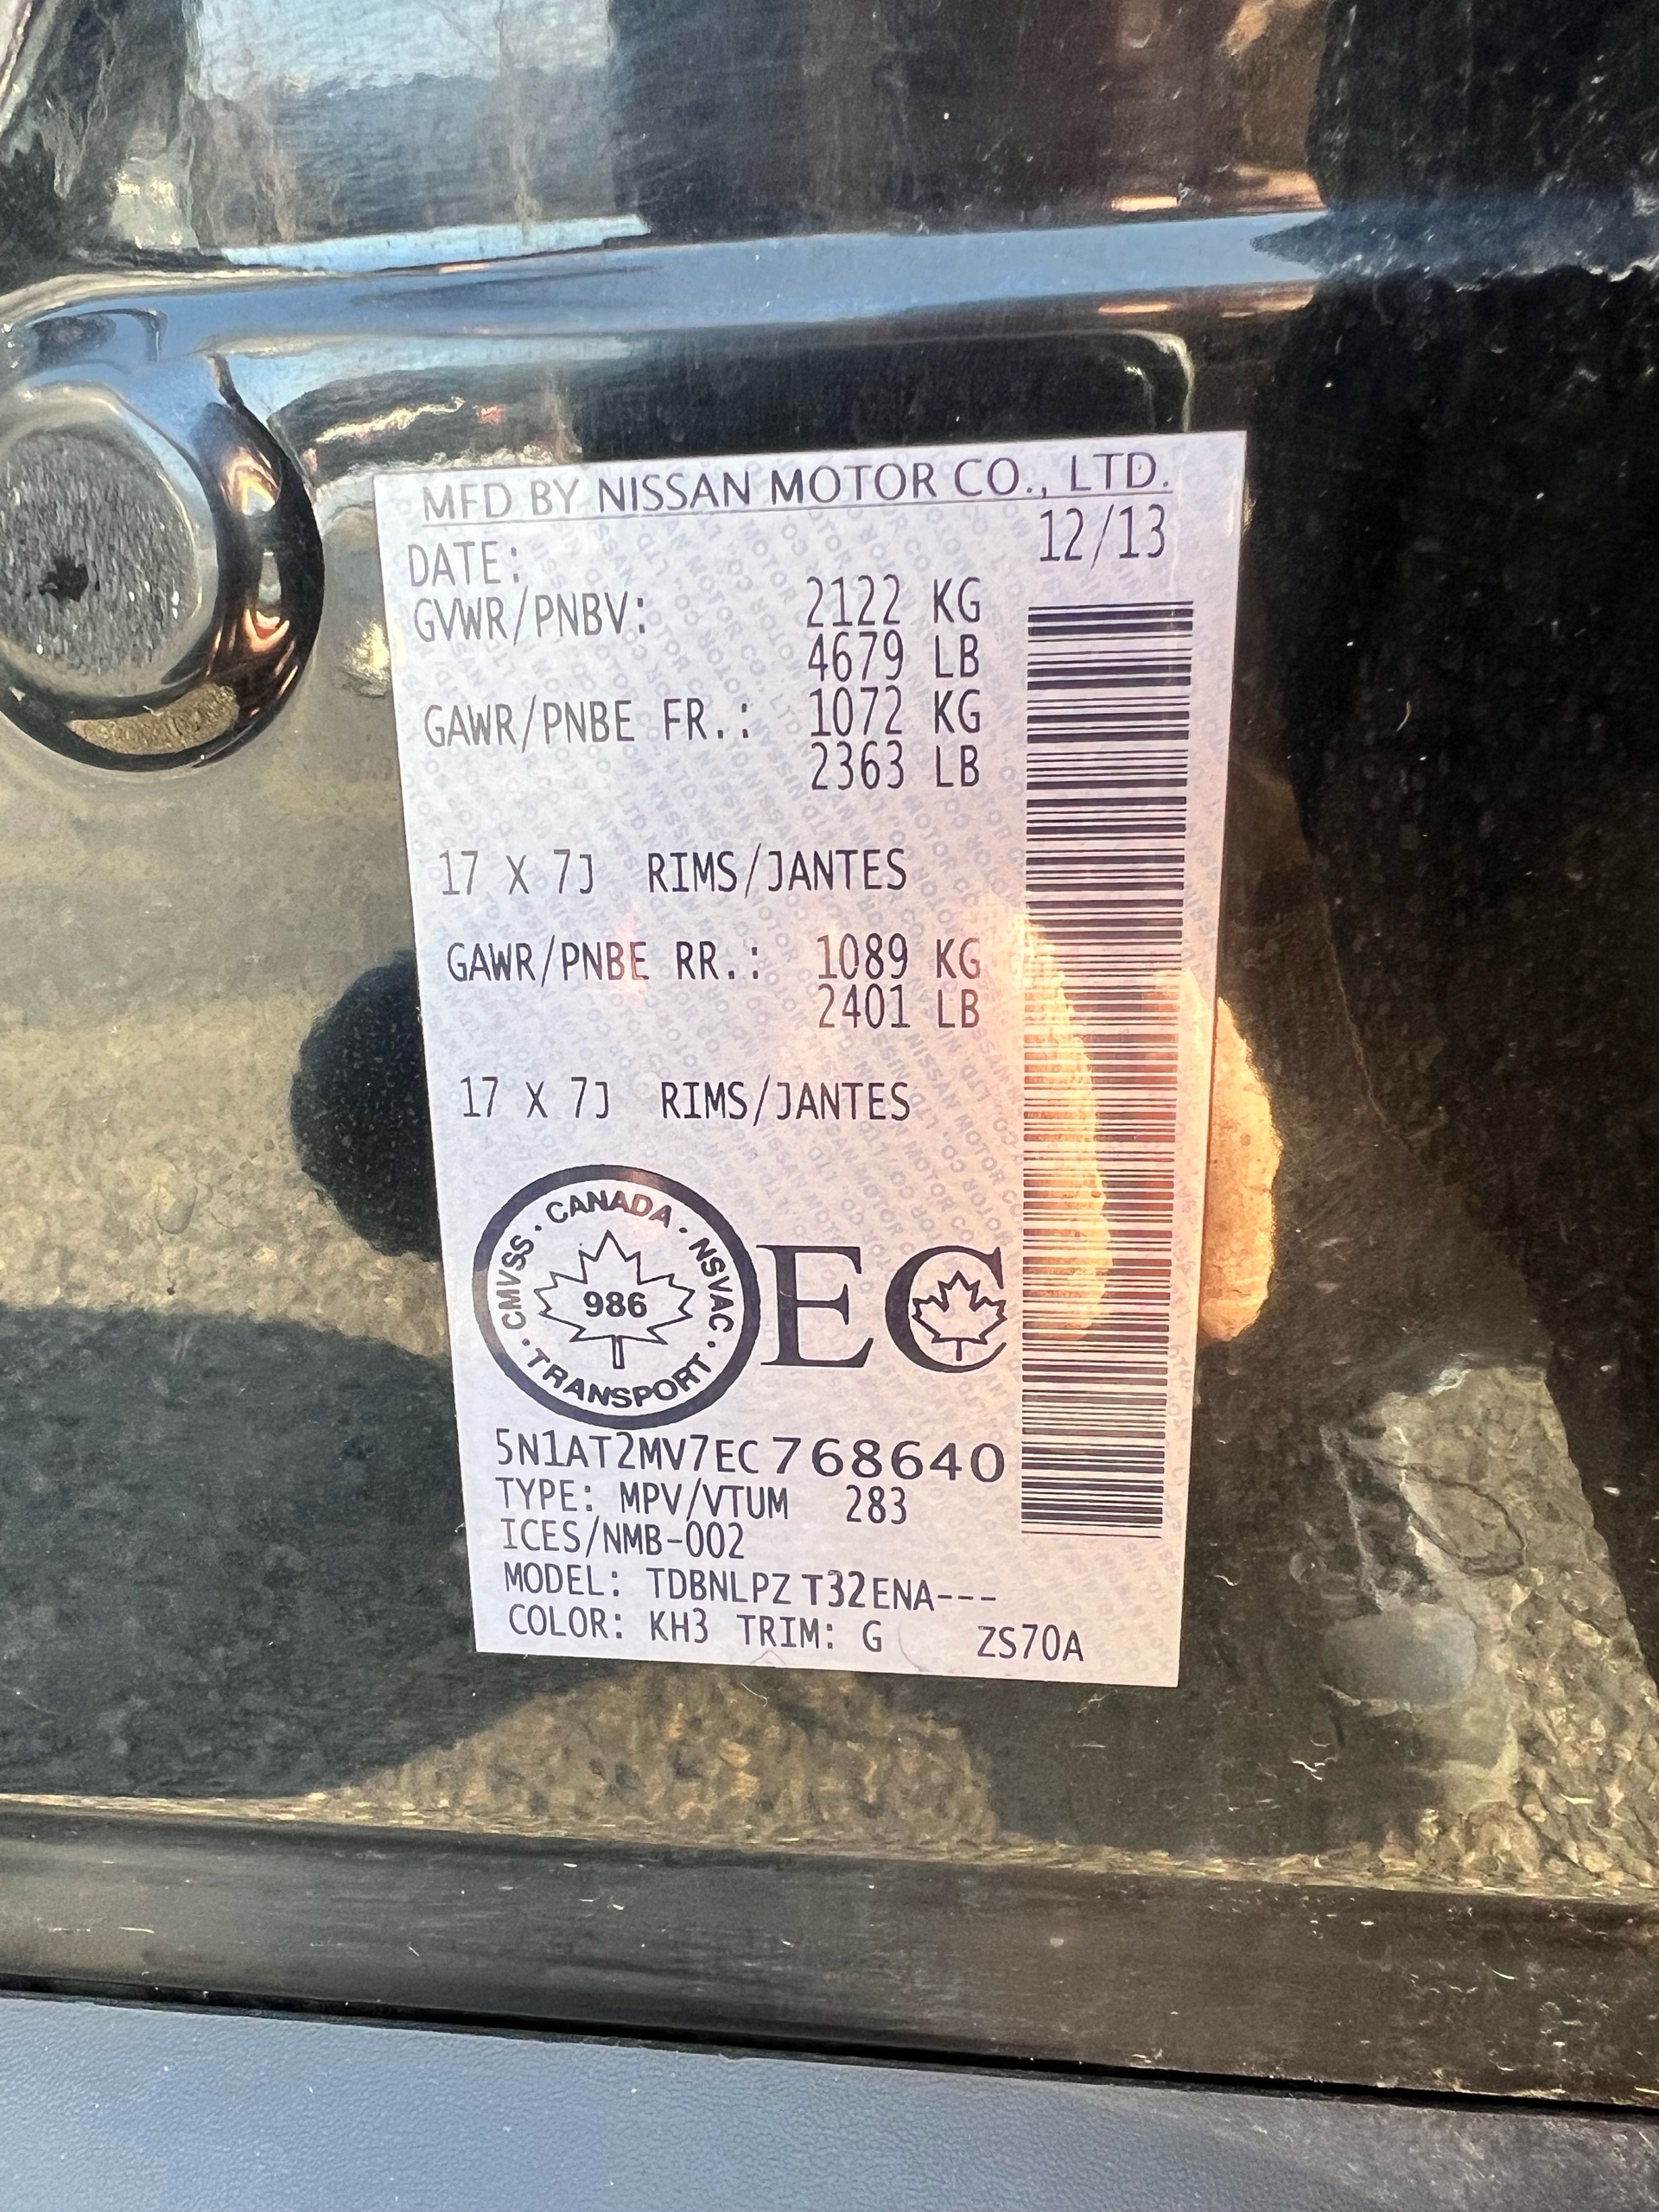 MFD BY NISSAN MOTOR CO., LTD.
DATE: 12/13
GVWR/PNBV: 2122 KG
4679 LB
GAWR/PNBE FR.: 1072 KG
2363 LB
17 X 7J RIMS/JANTES
GAWR/PNBE RR.: 1089 KG
2401 LB
17 X 7J RIMS/JANTES
CANADA · NSVAC · TRANSPORT · CMVSS ·
986
EC
5N1AT2MV7EC768640
TYPE: MPV/VTUM 283
ICES/NMB-002
MODEL: TDBNLPZ T32ENA---
COLOR: KH3 TRIM: G ZS70A